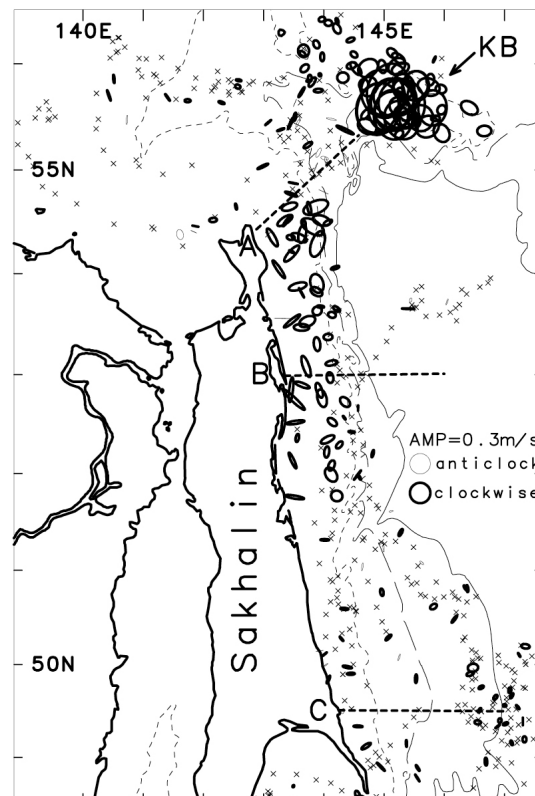 140E
145E
KB
55N
A
B
AMP=0.3m/s
anticlock
clockwise
Sakhalin
50N
C